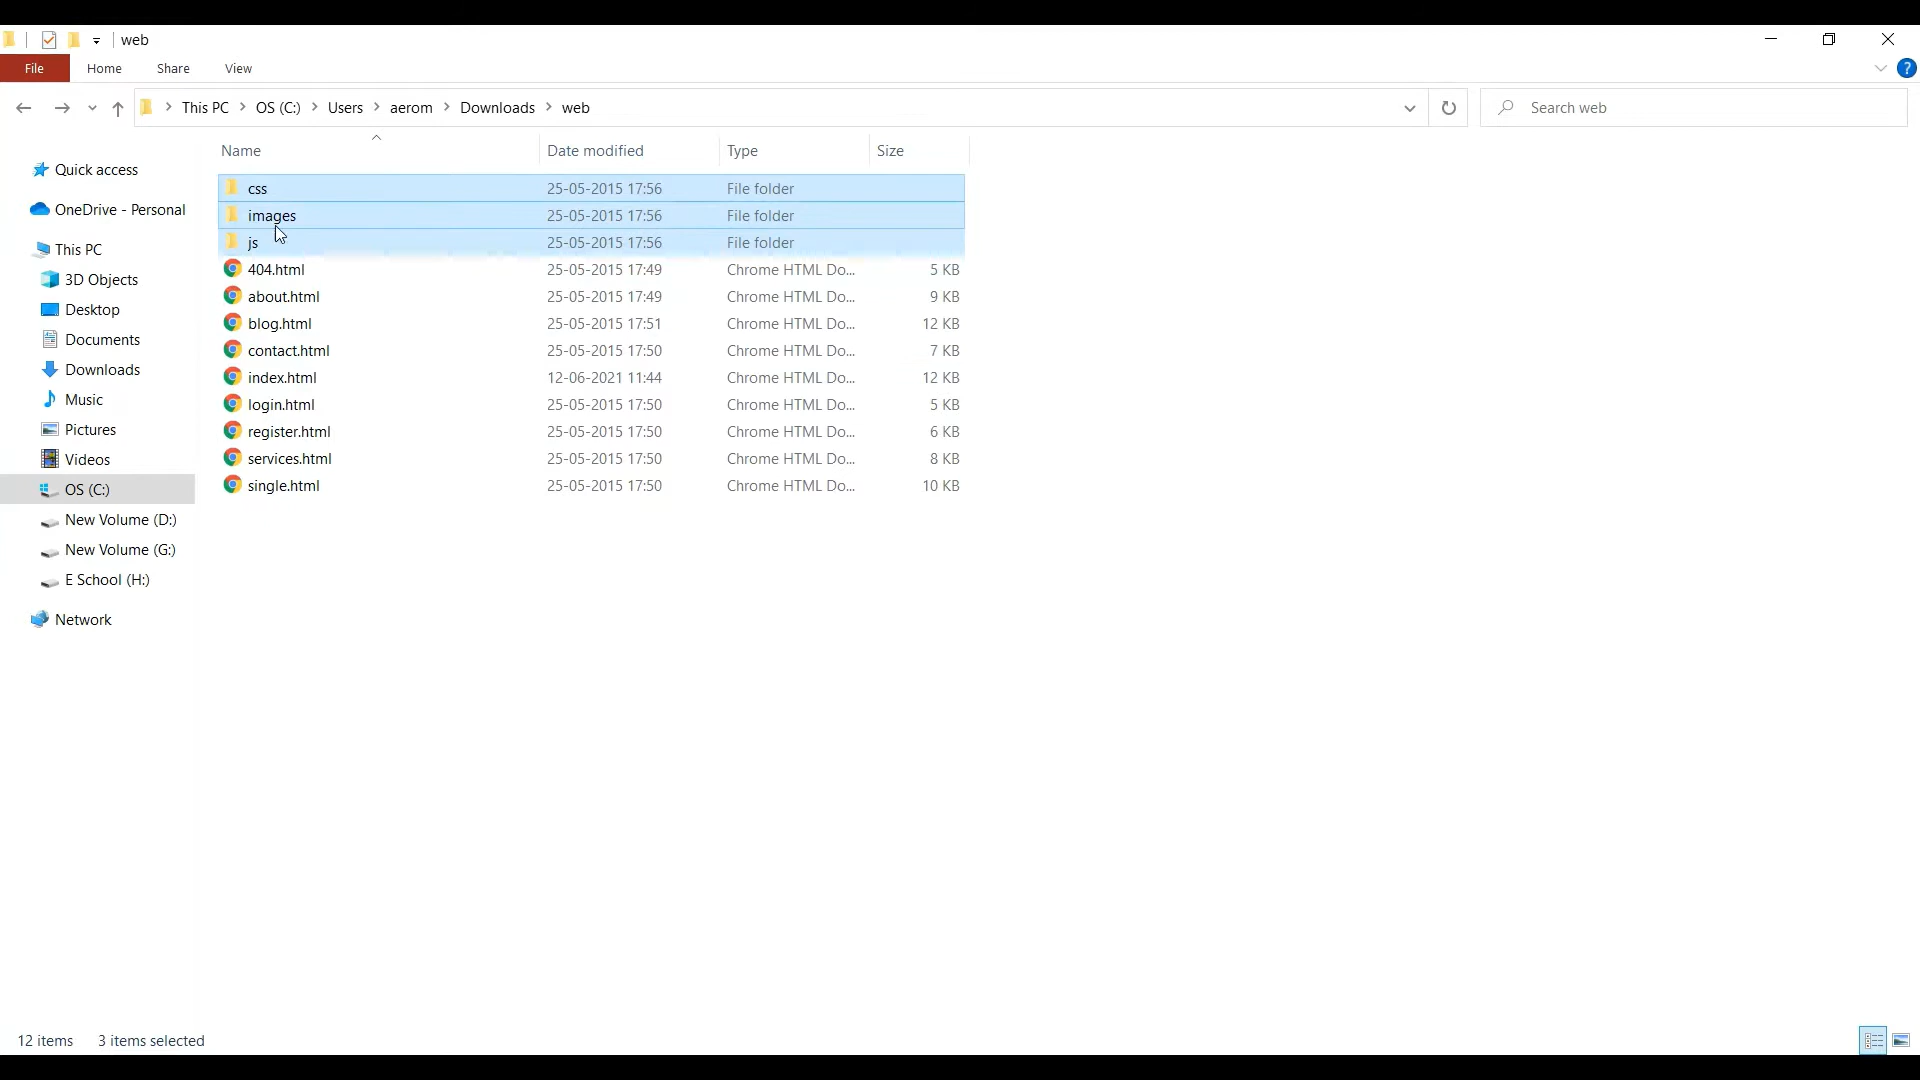 web
File Home Share View
This PC OS (C:) Users aerom Downloads web
Search web
Name Date modified Type Size
Quick access
OneDrive - Personal
This PC
3D Objects
Desktop
Documents
Downloads
Music
Pictures
Videos
OS (C:)
New Volume (D:)
New Volume (G:)
E School (H:)
Network
css 25-05-2015 17:56 File folder
images 25-05-2015 17:56 File folder
js 25-05-2015 17:56 File folder
404.html 25-05-2015 17:49 Chrome HTML Do... 5 KB
about.html 25-05-2015 17:49 Chrome HTML Do... 9 KB
blog.html 25-05-2015 17:51 Chrome HTML Do... 12 KB
contact.html 25-05-2015 17:50 Chrome HTML Do... 7 KB
index.html 12-06-2021 11:44 Chrome HTML Do... 12 KB
login.html 25-05-2015 17:50 Chrome HTML Do... 5 KB
register.html 25-05-2015 17:50 Chrome HTML Do... 6 KB
services.html 25-05-2015 17:50 Chrome HTML Do... 8 KB
single.html 25-05-2015 17:50 Chrome HTML Do... 10 KB
12 items 3 items selected